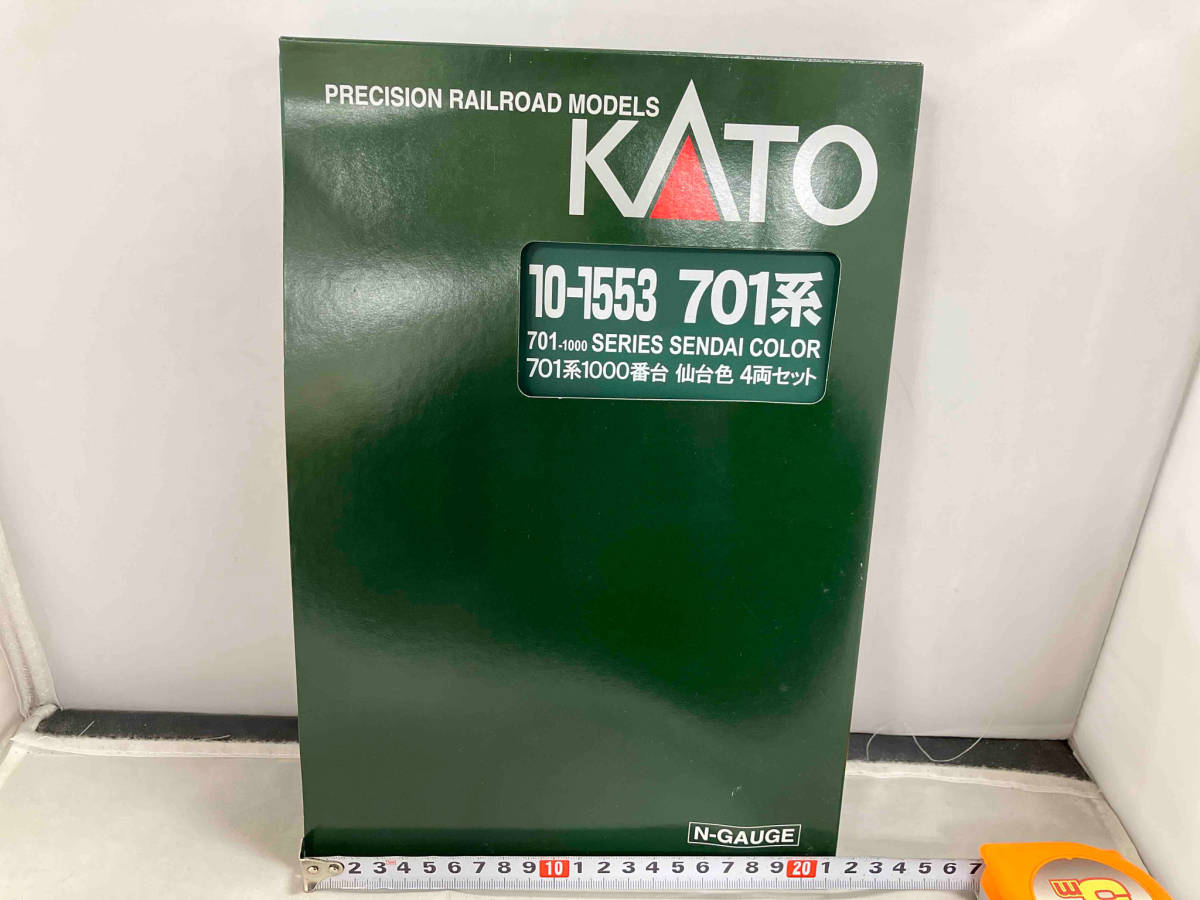 PRECISION RAILROAD MODELS
KATO
10-1553 701系
701-1000 SERIES SENDAI COLOR
701系1000番台 仙台色 4両セット
N-GAUGE
2 3 4 5 6 7 8 9 10 1 2 3 4 5 6 7 8 9 20 1 2 3 4 5 6 7